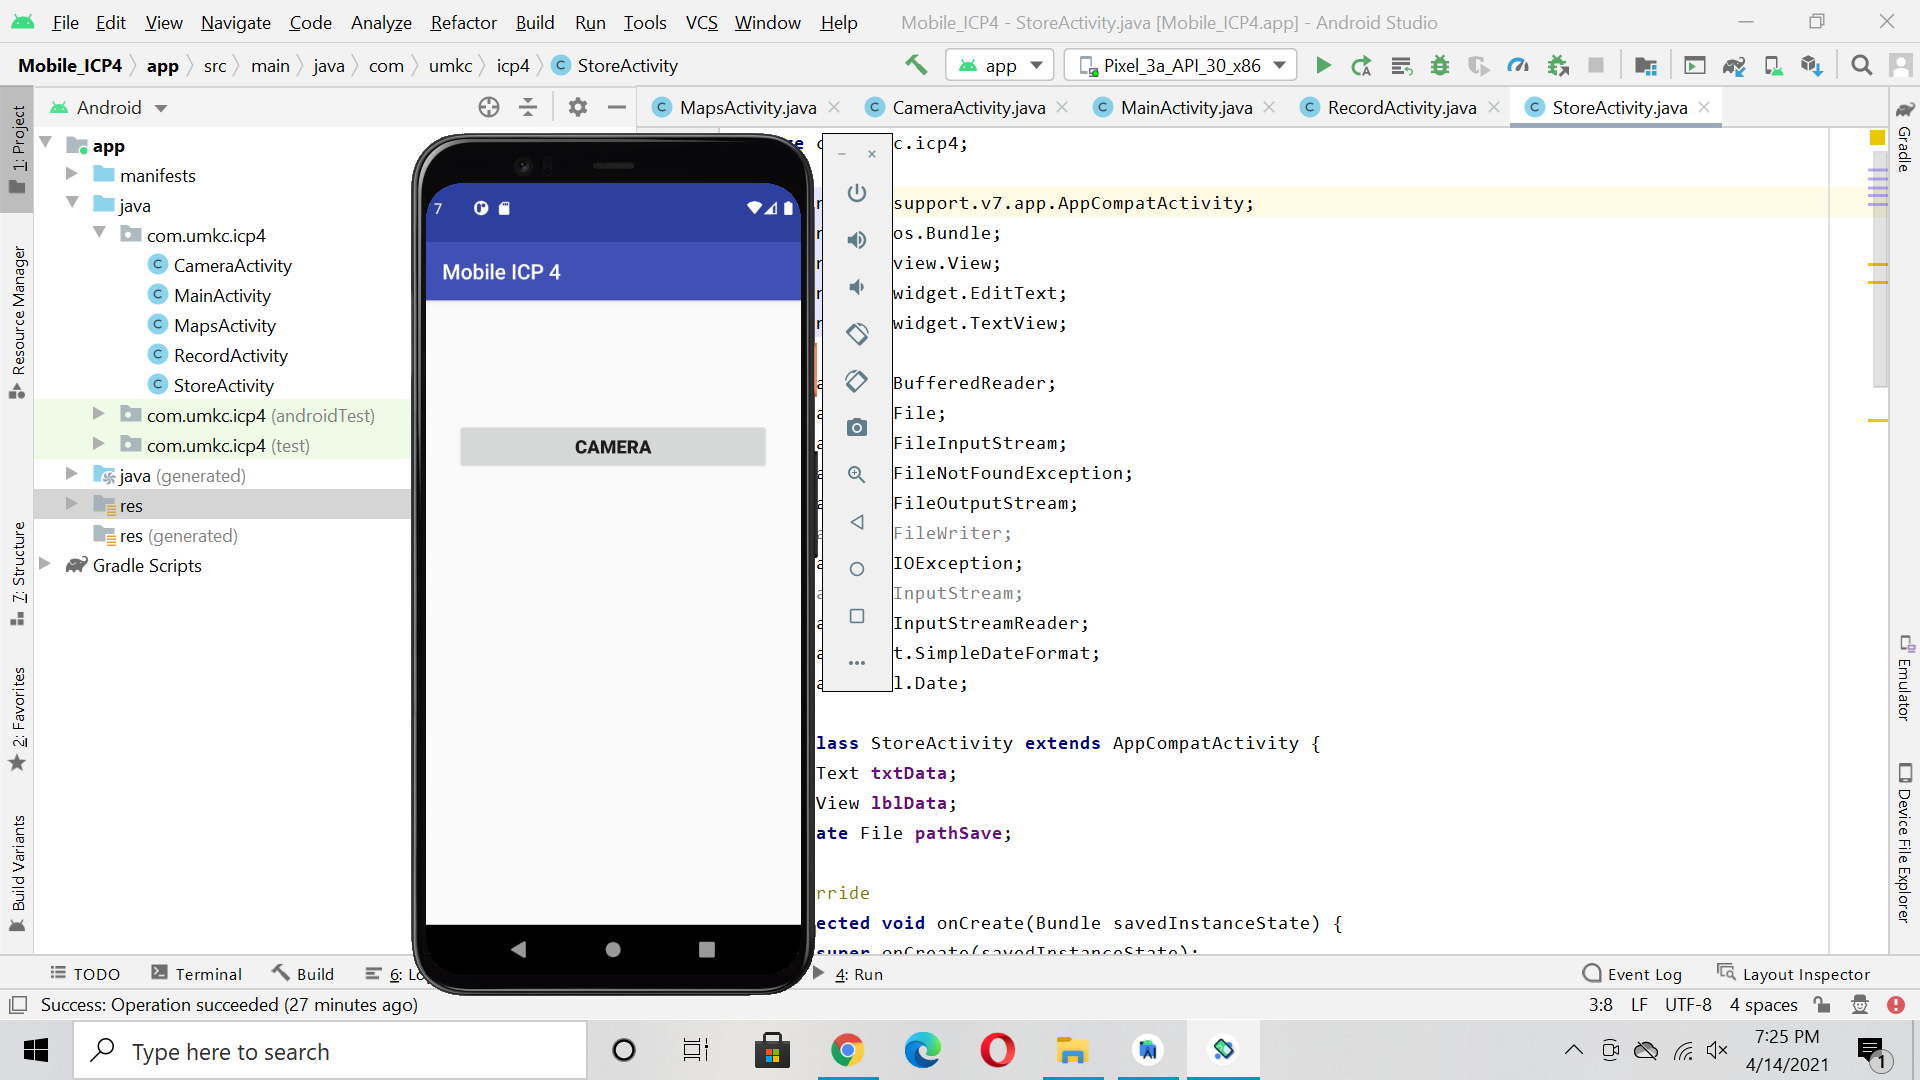 File Edit View Navigate Code Analyze Refactor Build Run Tools VCS Window Help Mobile_ICP4 - StoreActivity.java [Mobile_ICP4.app] - Android Studio
Mobile_ICP4 app src main java com umkc icp4 StoreActivity app Pixel_3a_API_30_x86
Android MapsActivity.java CameraActivity.java MainActivity.java RecordActivity.java StoreActivity.java
1: Project
Resource Manager
7: Structure
2: Favorites
Build Variants
app
manifests
java
com.umkc.icp4
CameraActivity
MainActivity
MapsActivity
RecordActivity
StoreActivity
com.umkc.icp4 (androidTest)
com.umkc.icp4 (test)
java (generated)
res
res (generated)
Gradle Scripts
7
Mobile ICP 4
CAMERA
c.icp4;
support.v7.app.AppCompatActivity;
os.Bundle;
view.View;
widget.EditText;
widget.TextView;
BufferedReader;
File;
FileInputStream;
FileNotFoundException;
FileOutputStream;
FileWriter;
IOException;
InputStream;
InputStreamReader;
t.SimpleDateFormat;
l.Date;
lass StoreActivity extends AppCompatActivity {
Text txtData;
View lblData;
ate File pathSave;
rride
ected void onCreate(Bundle savedInstanceState) {
super.onCreate(savedInstanceState);
Gradle
Emulator
Device File Explorer
TODO Terminal Build 6: Lo 4: Run Event Log Layout Inspector
Success: Operation succeeded (27 minutes ago) 3:8 LF UTF-8 4 spaces
Type here to search
7:25 PM
4/14/2021
1